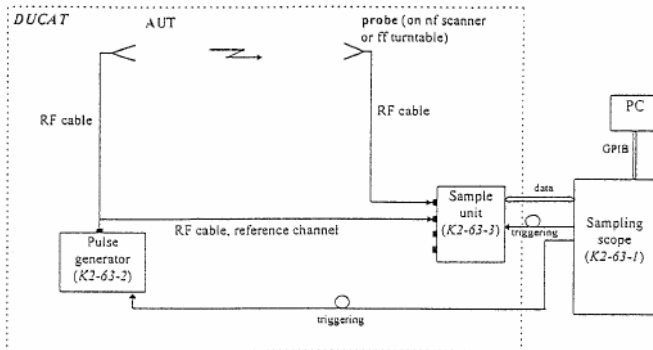 DUCAT
AUT
probe (on nf scanner
or ff turntable)
RF cable
RF cable
PC
GPIB
data
Sample
unit
(K2-63-3)
triggering
Sampling
scope
(K2-63-1)
RF cable, reference channel
Pulse
generator
(K2-63-2)
triggering